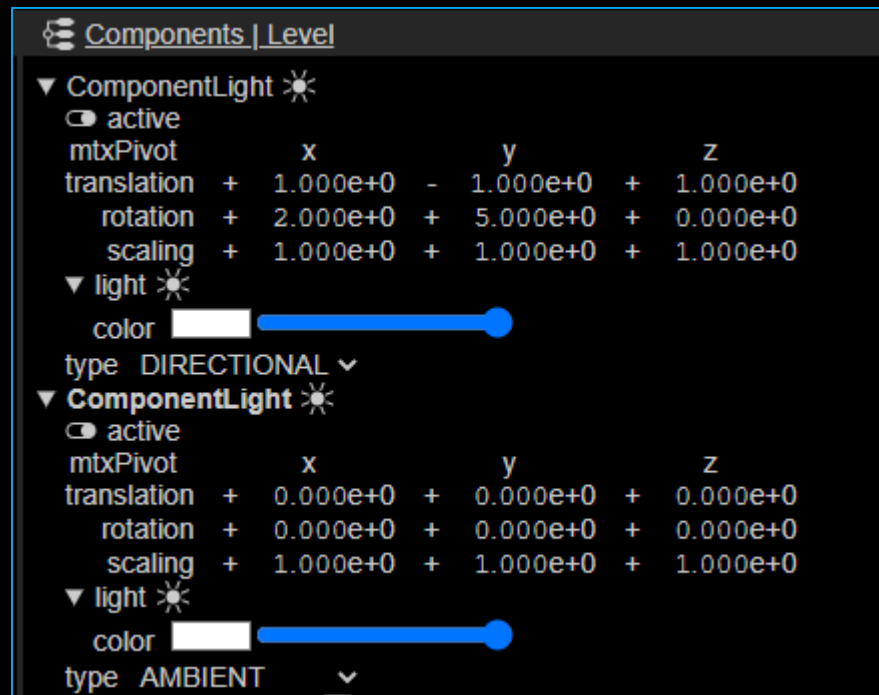 Components | Level
ComponentLight
active
mtxPivot x y z
translation + 1.000e+0 - 1.000e+0 + 1.000e+0
rotation + 2.000e+0 + 5.000e+0 + 0.000e+0
scaling + 1.000e+0 + 1.000e+0 + 1.000e+0
light
color
type DIRECTIONAL
ComponentLight
active
mtxPivot x y z
translation + 0.000e+0 + 0.000e+0 + 0.000e+0
rotation + 0.000e+0 + 0.000e+0 + 0.000e+0
scaling + 1.000e+0 + 1.000e+0 + 1.000e+0
light
color
type AMBIENT